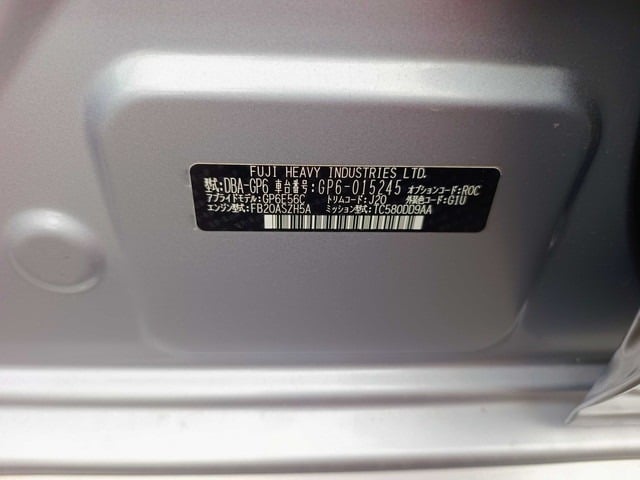 FUJI HEAVY INDUSTRIES LTD.
型式:DBA-GP6 車台番号:GP6-015245 オプションコード:ROC
アプライドモデル:GP6E56C トリムコード:J20 外装色コード:G1U
エンジン型式:FB20ASZH5A ミッション型式:TC580DD9AA